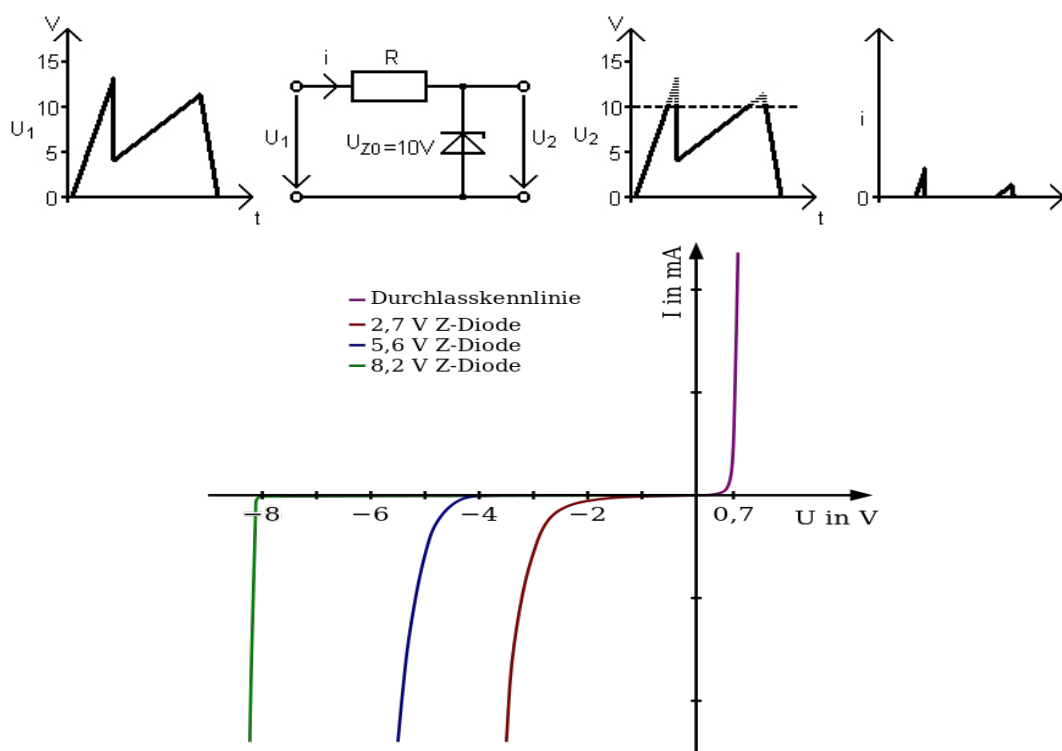 V
15
10
U1
5
0
t
i
R
U1
UZ0=10V
U2
V
15
10
U2
5
0
t
i
0
I in mA
Durchlasskennlinie
2,7 V Z-Diode
5,6 V Z-Diode
8,2 V Z-Diode
−8
−6
−4
−2
0,7
U in V